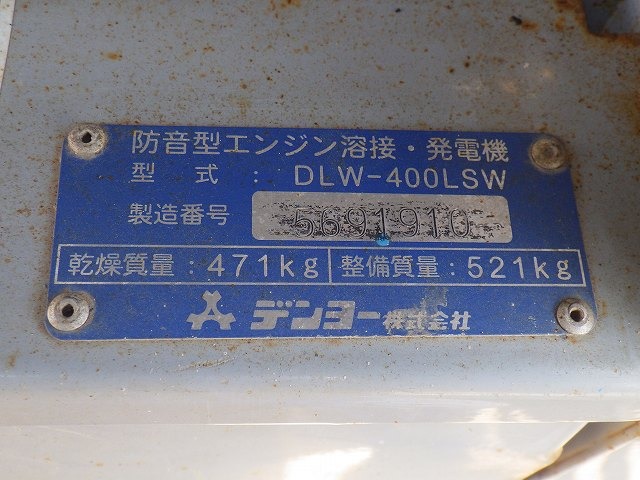 防音型エンジン溶接・発電機
型式：DLW-400LSW
製造番号 5691910
乾燥質量：471kg 整備質量：521kg
デンヨー株式会社